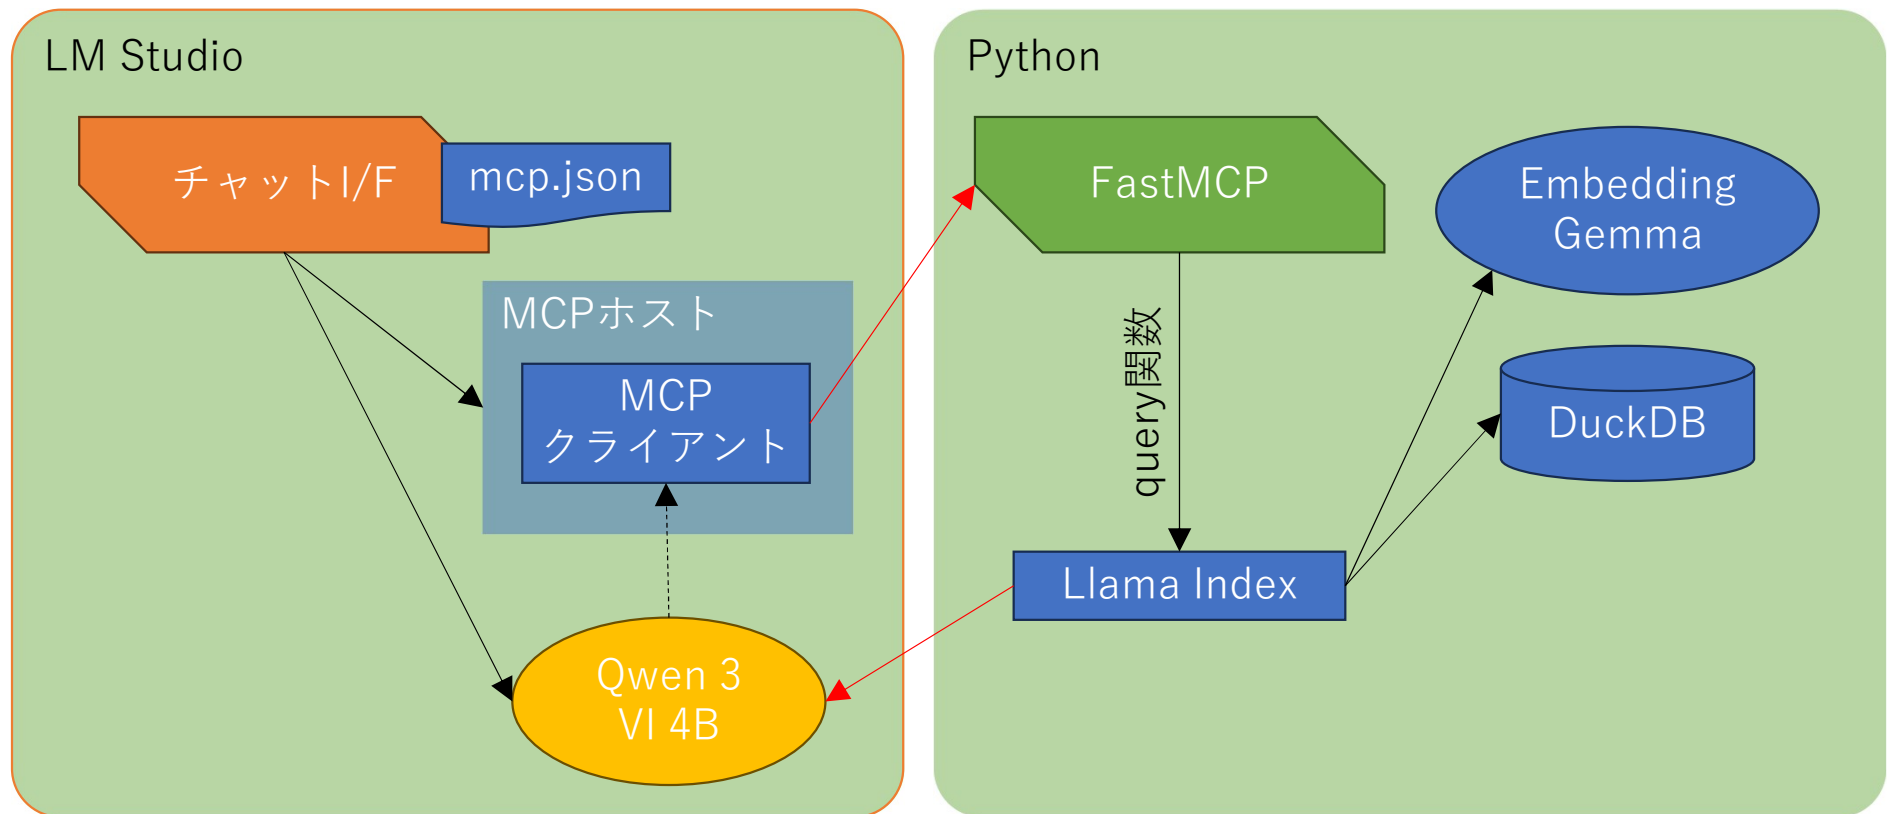 LM Studio
チャットI/F
mcp.json
MCPホスト
MCP
クライアント
Qwen 3
Vl 4B
Python
FastMCP
query関数
Llama Index
Embedding
Gemma
DuckDB